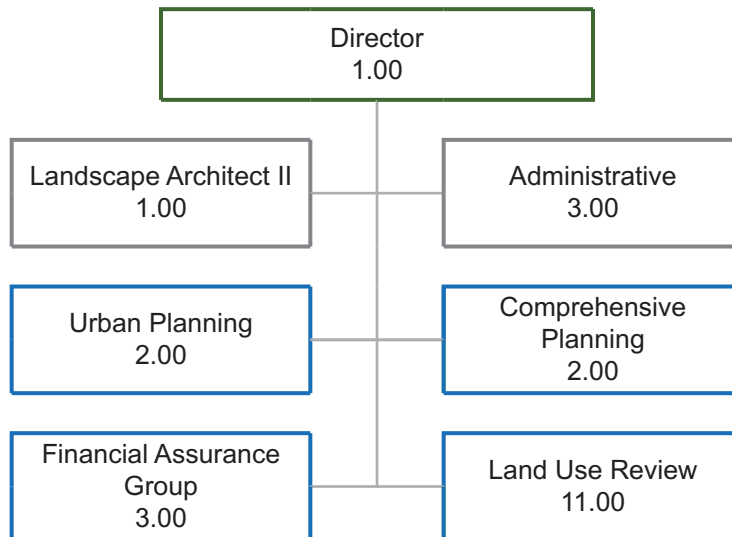 Director
1.00
Landscape Architect II
1.00
Administrative
3.00
Urban Planning
2.00
Comprehensive
Planning
2.00
Financial Assurance
Group
3.00
Land Use Review
11.00